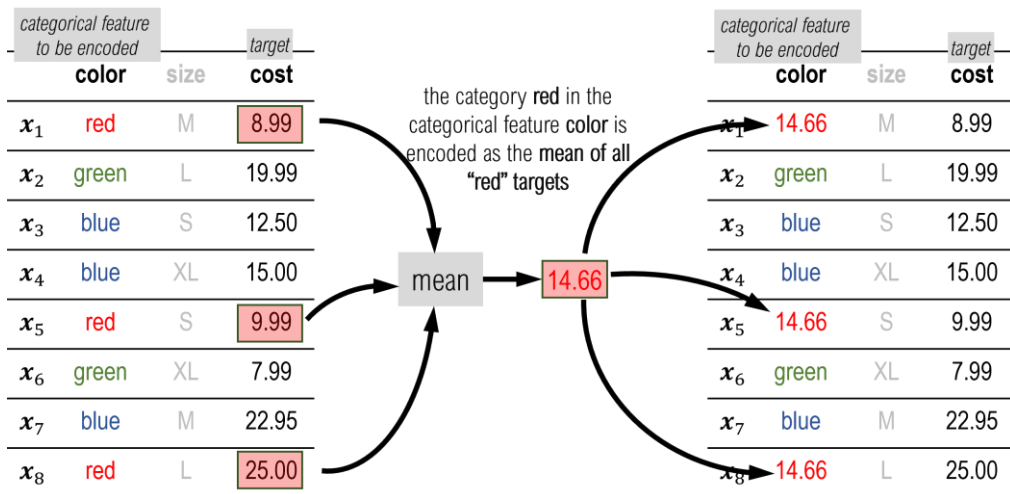 categorical feature
to be encoded
target
color size cost
x1 red M 8.99
x2 green L 19.99
x3 blue S 12.50
x4 blue XL 15.00
x5 red S 9.99
x6 green XL 7.99
x7 blue M 22.95
x8 red L 25.00
the category red in the
categorical feature color is
encoded as the mean of all
“red” targets
mean
14.66
categorical feature
to be encoded
target
color size cost
x1 14.66 M 8.99
x2 green L 19.99
x3 blue S 12.50
x4 blue XL 15.00
x5 14.66 S 9.99
x6 green XL 7.99
x7 blue M 22.95
x8 14.66 L 25.00